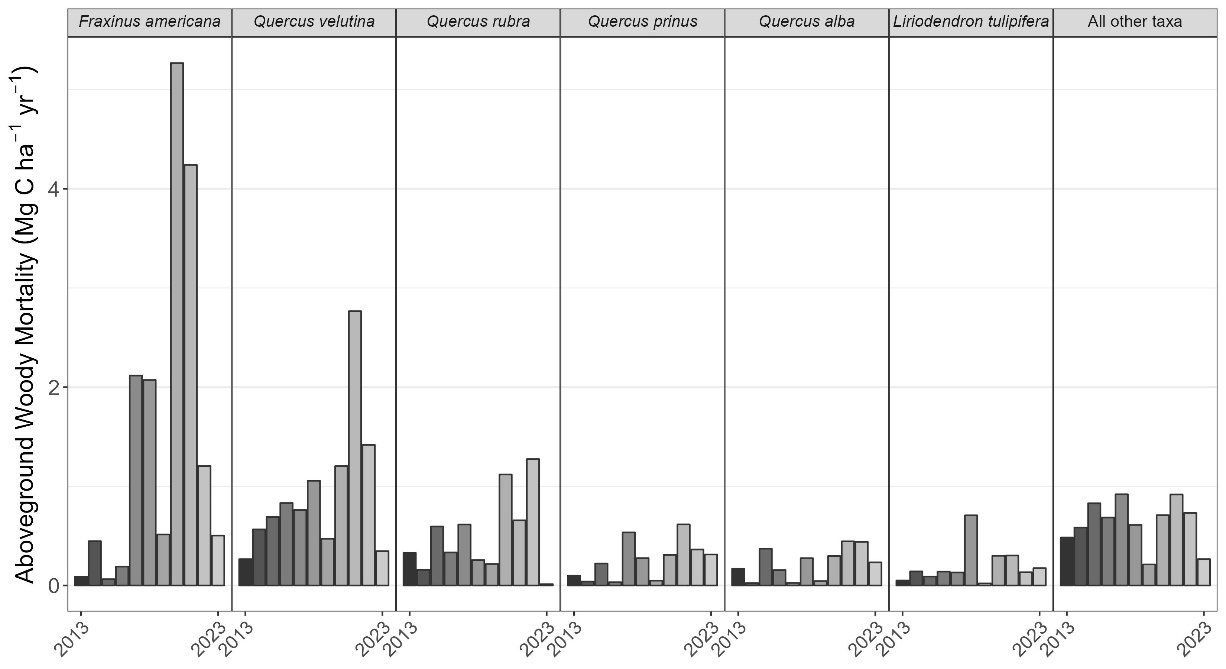 Fraxinus americana
Quercus velutina
Quercus rubra
Quercus prinus
Quercus alba
Liriodendron tulipifera
All other taxa
Aboveground Woody Mortality (Mg C ha⁻¹ yr⁻¹)
4
2
0
2013
2023
2013
2023
2013
2023
2013
2023
2013
2023
2013
2023
2013
2023